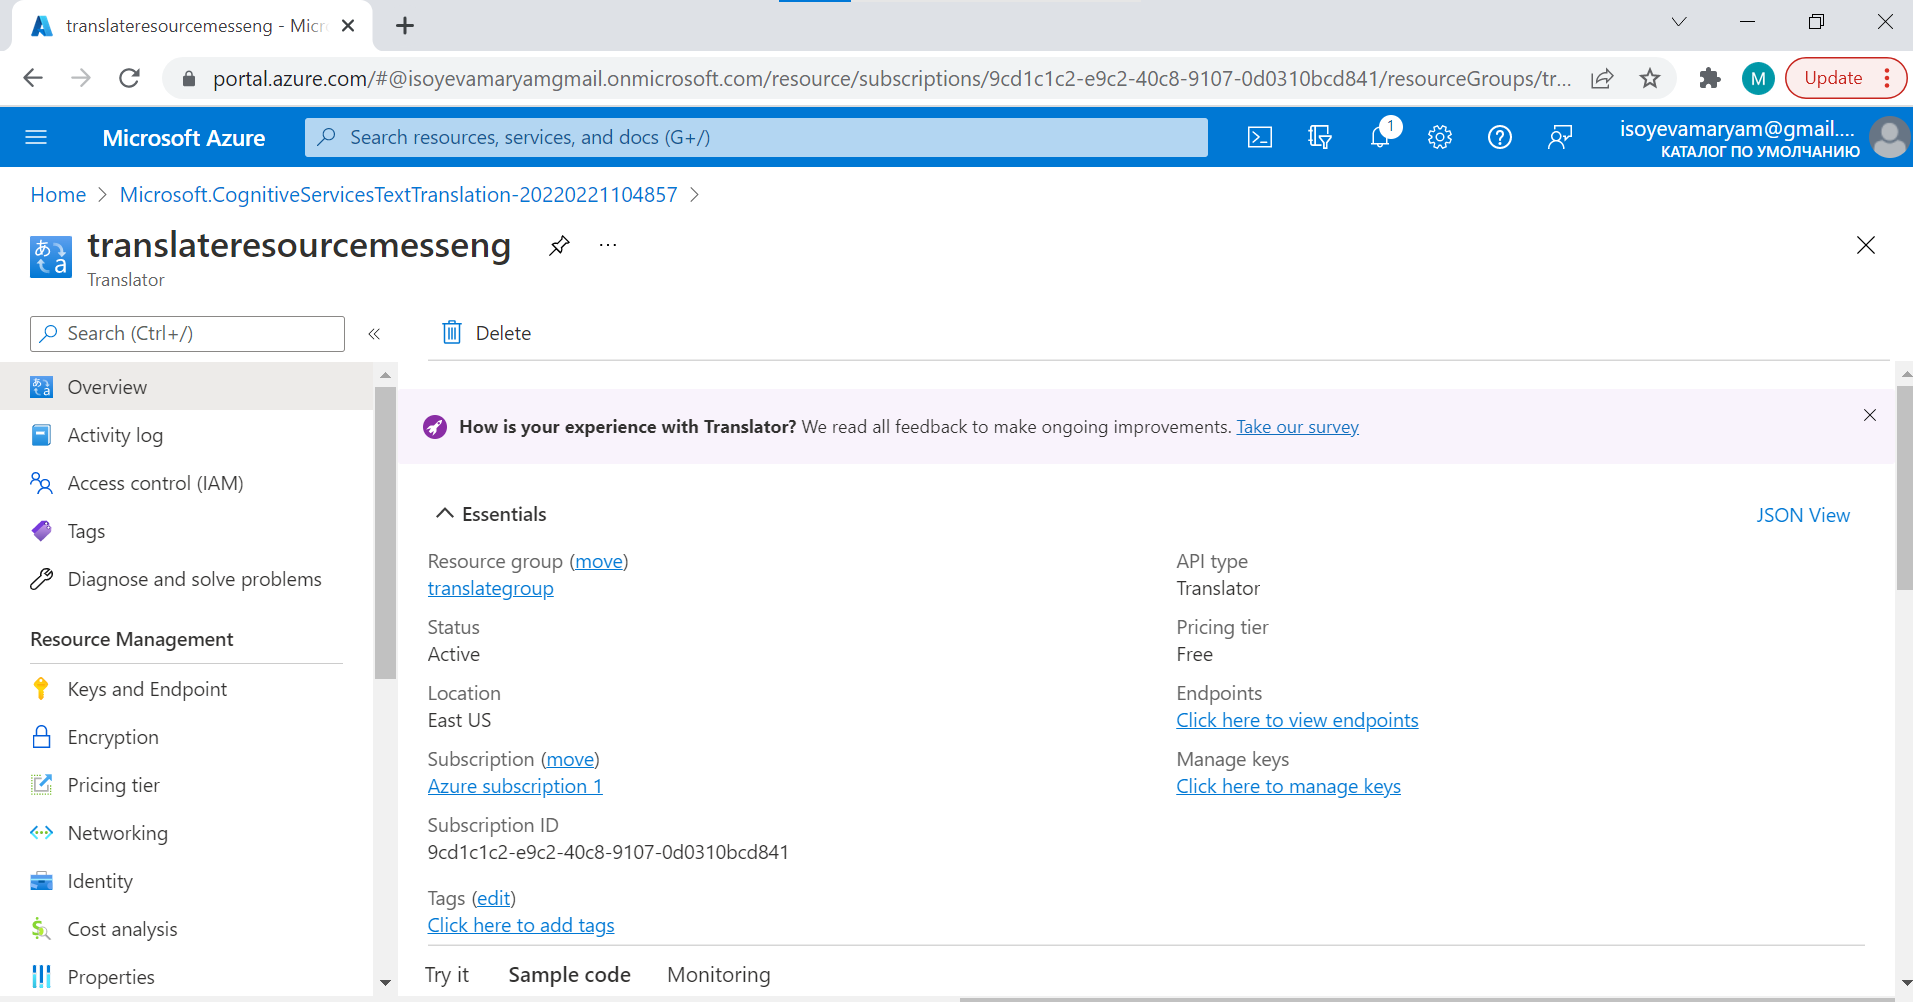 translateresourcemesseng - Micr
portal.azure.com/#@isoyevamaryamgmail.onmicrosoft.com/resource/subscriptions/9cd1c1c2-e9c2-40c8-9107-0d0310bcd841/resourceGroups/tr...
M
Update
Microsoft Azure
Search resources, services, and docs (G+/)
1
isoyevamaryam@gmail....
КАТАЛОГ ПО УМОЛЧАНИЮ
Home > Microsoft.CognitiveServicesTextTranslation-20220221104857 >
translateresourcemesseng
...
Translator
Search (Ctrl+/)
«
Delete
Overview
Activity log
Access control (IAM)
Tags
Diagnose and solve problems
Resource Management
Keys and Endpoint
Encryption
Pricing tier
Networking
Identity
Cost analysis
Properties
How is your experience with Translator? We read all feedback to make ongoing improvements. Take our survey
Essentials
JSON View
Resource group (move)
translategroup
Status
Active
Location
East US
Subscription (move)
Azure subscription 1
Subscription ID
9cd1c1c2-e9c2-40c8-9107-0d0310bcd841
Tags (edit)
Click here to add tags
API type
Translator
Pricing tier
Free
Endpoints
Click here to view endpoints
Manage keys
Click here to manage keys
Try it Sample code Monitoring